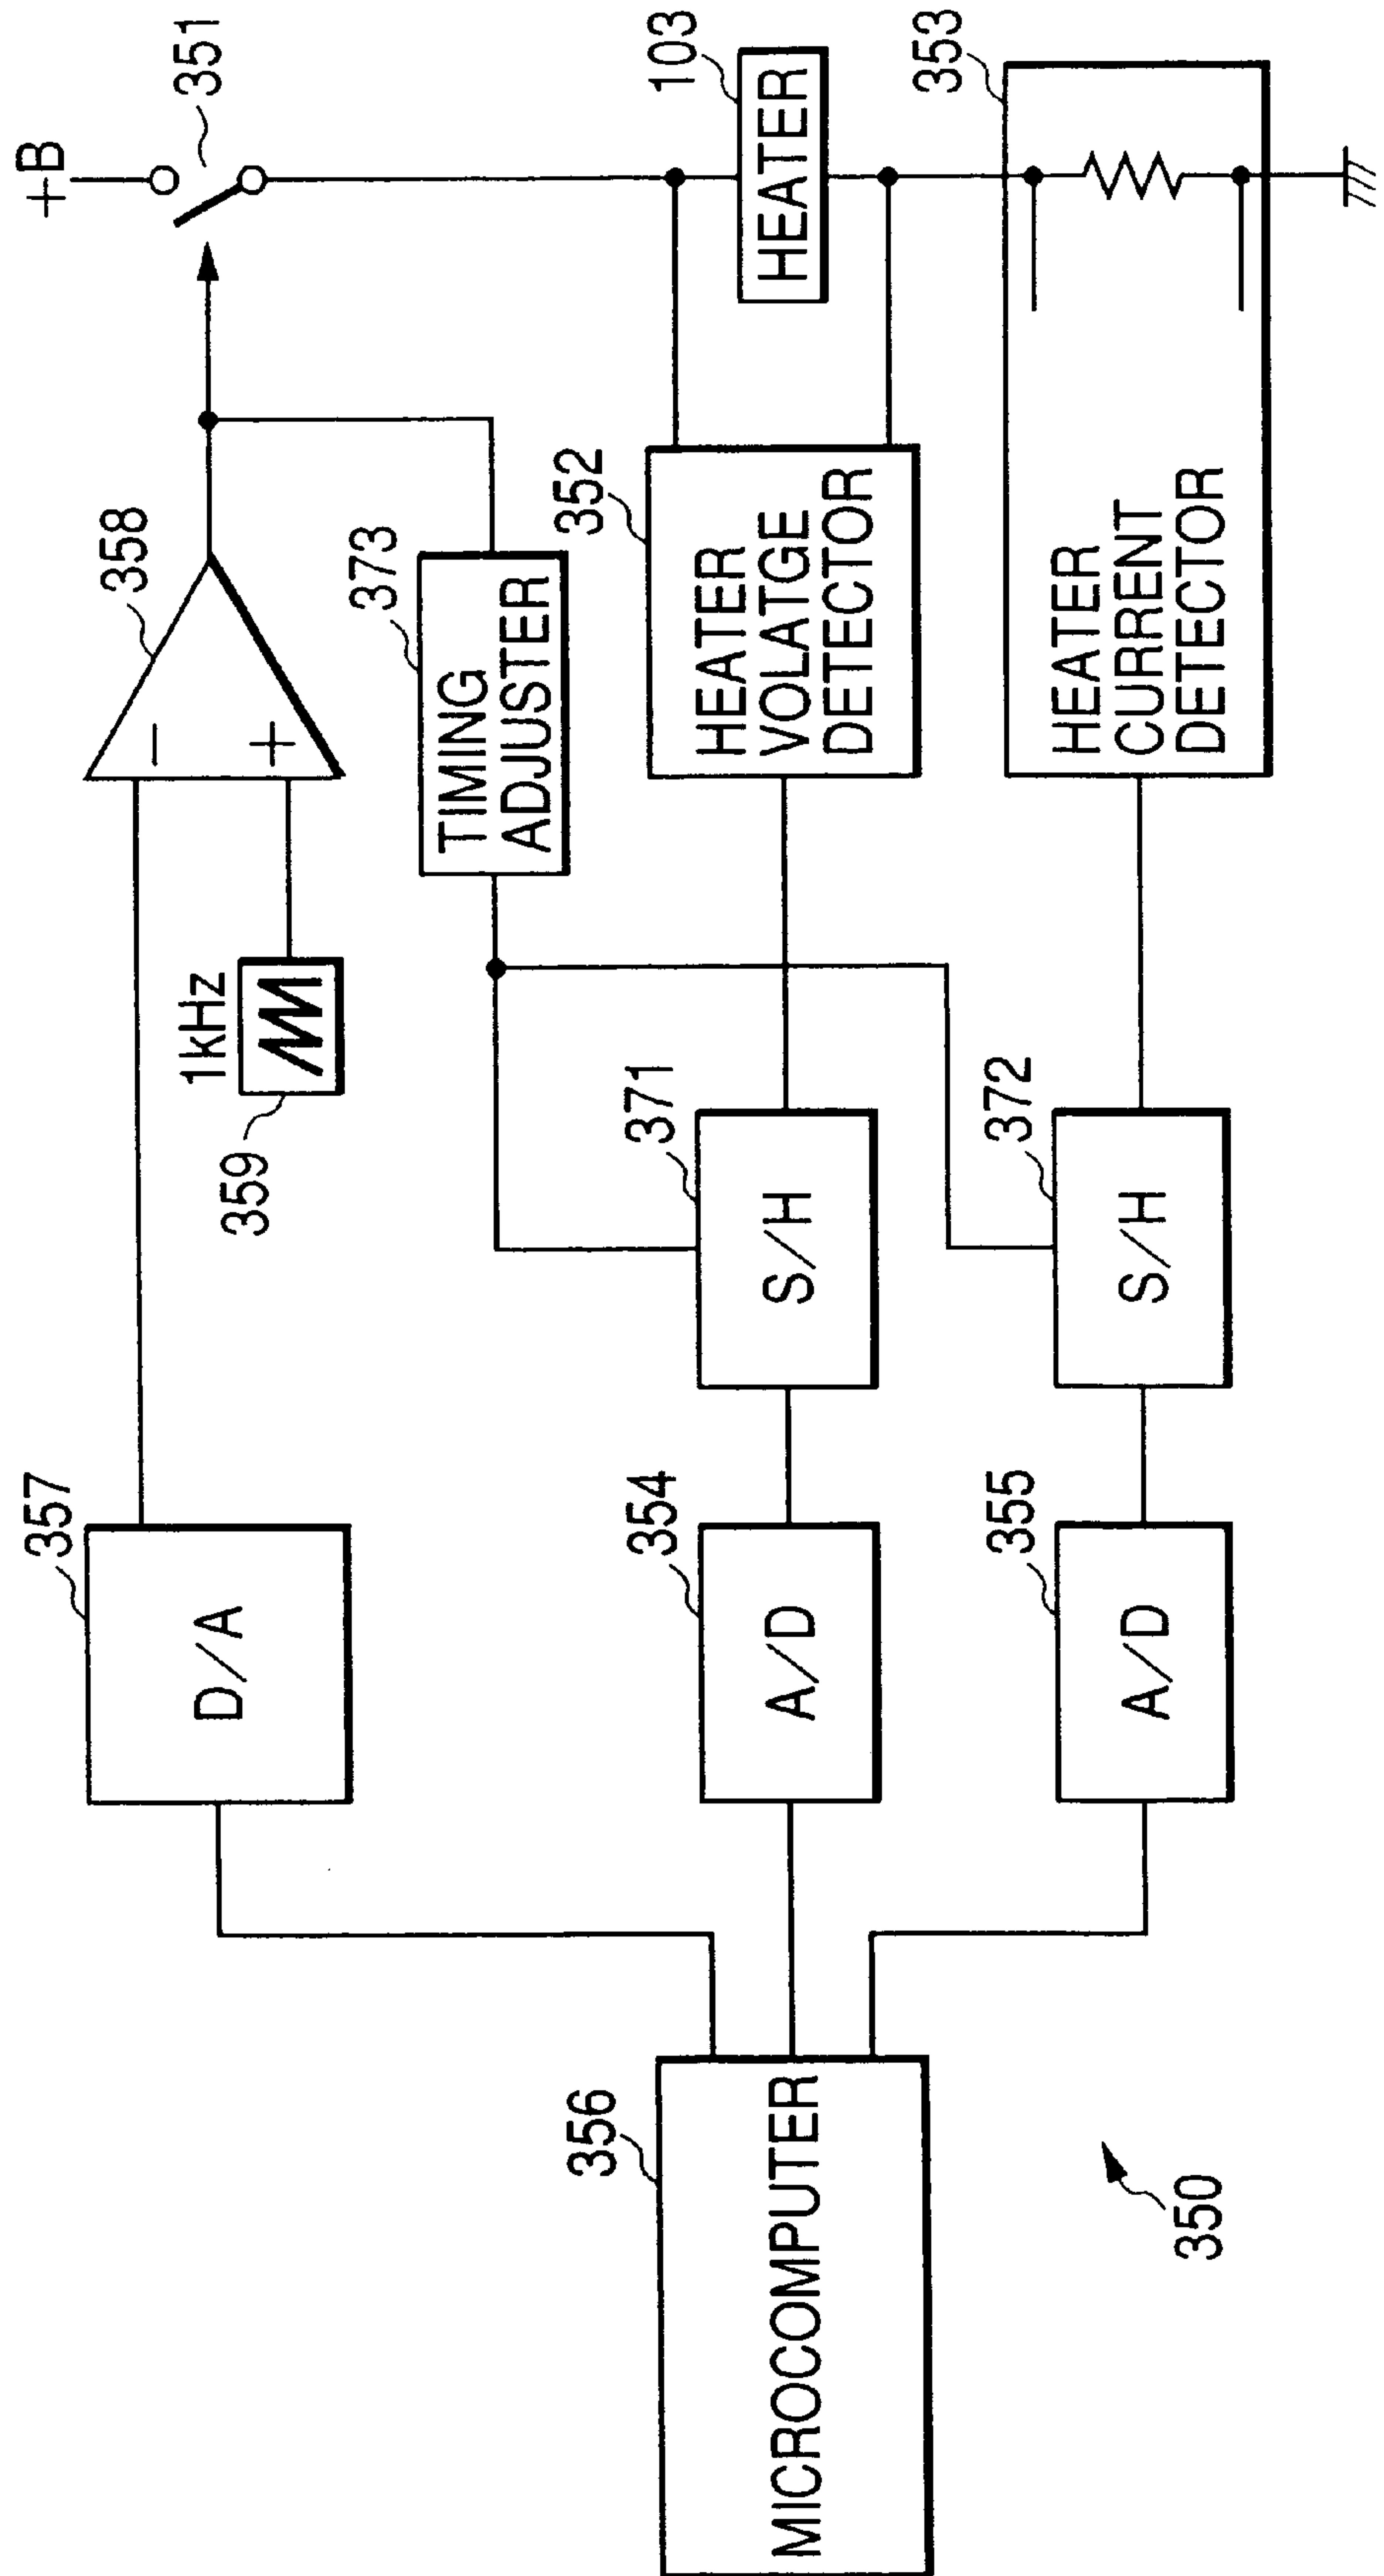 +B
351
358
357
D/A
1kHz
359
373
TIMING
ADJUSTER
103
HEATER
352
HEATER
VOLATGE
DETECTOR
371
S/H
354
A/D
356
MICROCOMPUTER
353
HEATER
CURRENT
DETECTOR
372
S/H
355
A/D
350
−
+